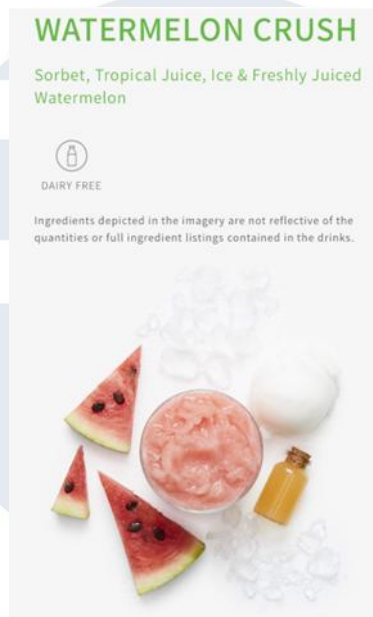 WATERMELON CRUSH
Sorbet, Tropical Juice, Ice & Freshly Juiced
Watermelon
DAIRY FREE
Ingredients depicted in the imagery are not reflective of the
quantities or full ingredient listings contained in the drinks.